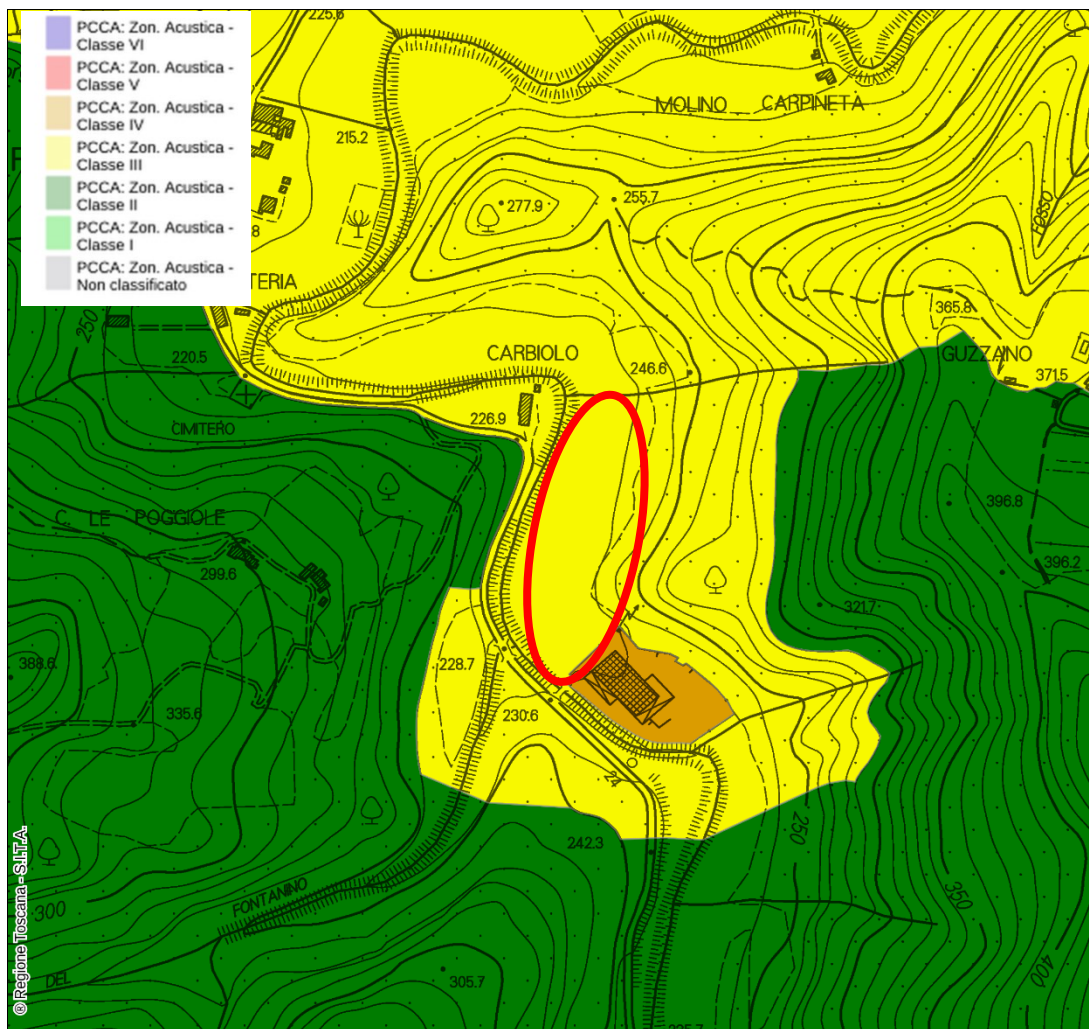 PCCA: Zon. Acustica -
Classe VI
PCCA: Zon. Acustica -
Classe V
PCCA: Zon. Acustica -
Classe IV
PCCA: Zon. Acustica -
Classe III
PCCA: Zon. Acustica -
Classe II
PCCA: Zon. Acustica -
Classe I
PCCA: Zon. Acustica -
Non classificato
225.6
MOLINO CARPINETA
215.2
277.9
255.7
FOSSO
TERIA
365.8
250
220.5
CARBIOLO
246.6
GUZZANO
371.5
226.9
CIMITERO
C. LE POGGIOLE
396.8
299.6
396.2
321.7
388.6
228.7
335.6
230.6
24
242.3
250
350
300
FONTANINO
DEL
305.7
400
® Regione Toscana - S.I.T.A.